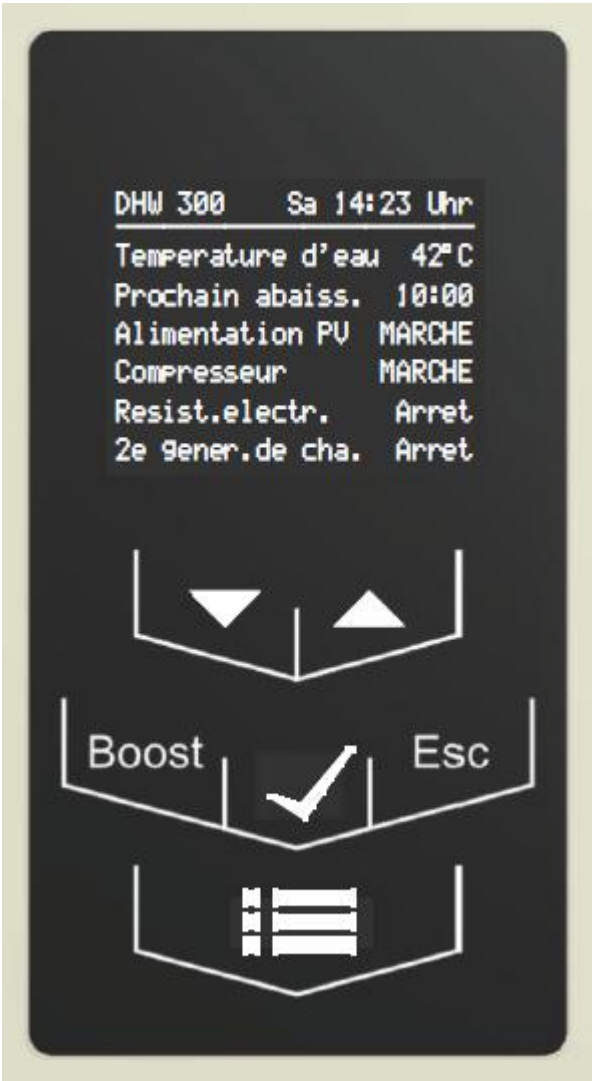 DHW 300 Sa 14:23 Uhr
Temperature d'eau 42°C
Prochain abaiss. 10:00
Alimentation PV MARCHE
Compresseur MARCHE
Resist.electr. Arret
2e gener.de cha. Arret
Boost Esc